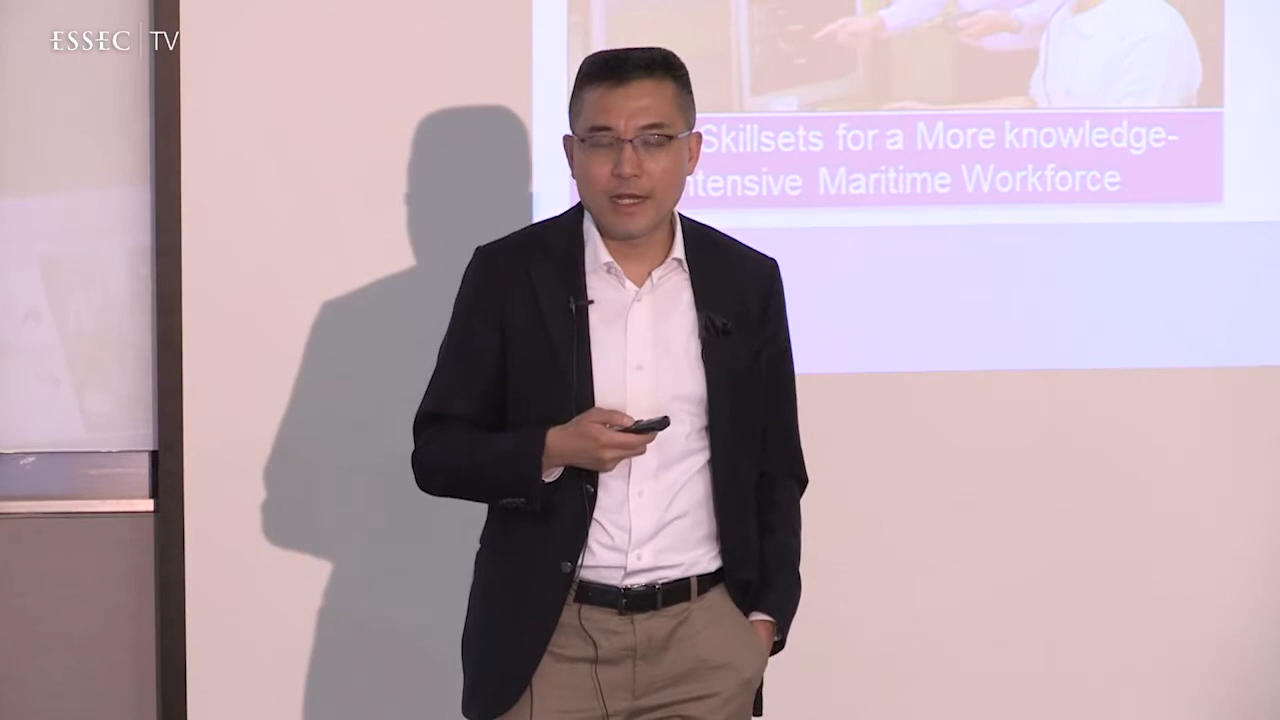 ESSEC | TV
Skillsets for a More knowledge-
ntensive Maritime Workforce